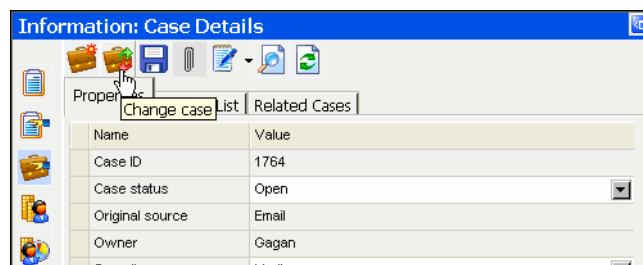 Information: Case Details
Properties List Related Cases
Change case
Name Value
Case ID 1764
Case status Open
Original source Email
Owner Gagan